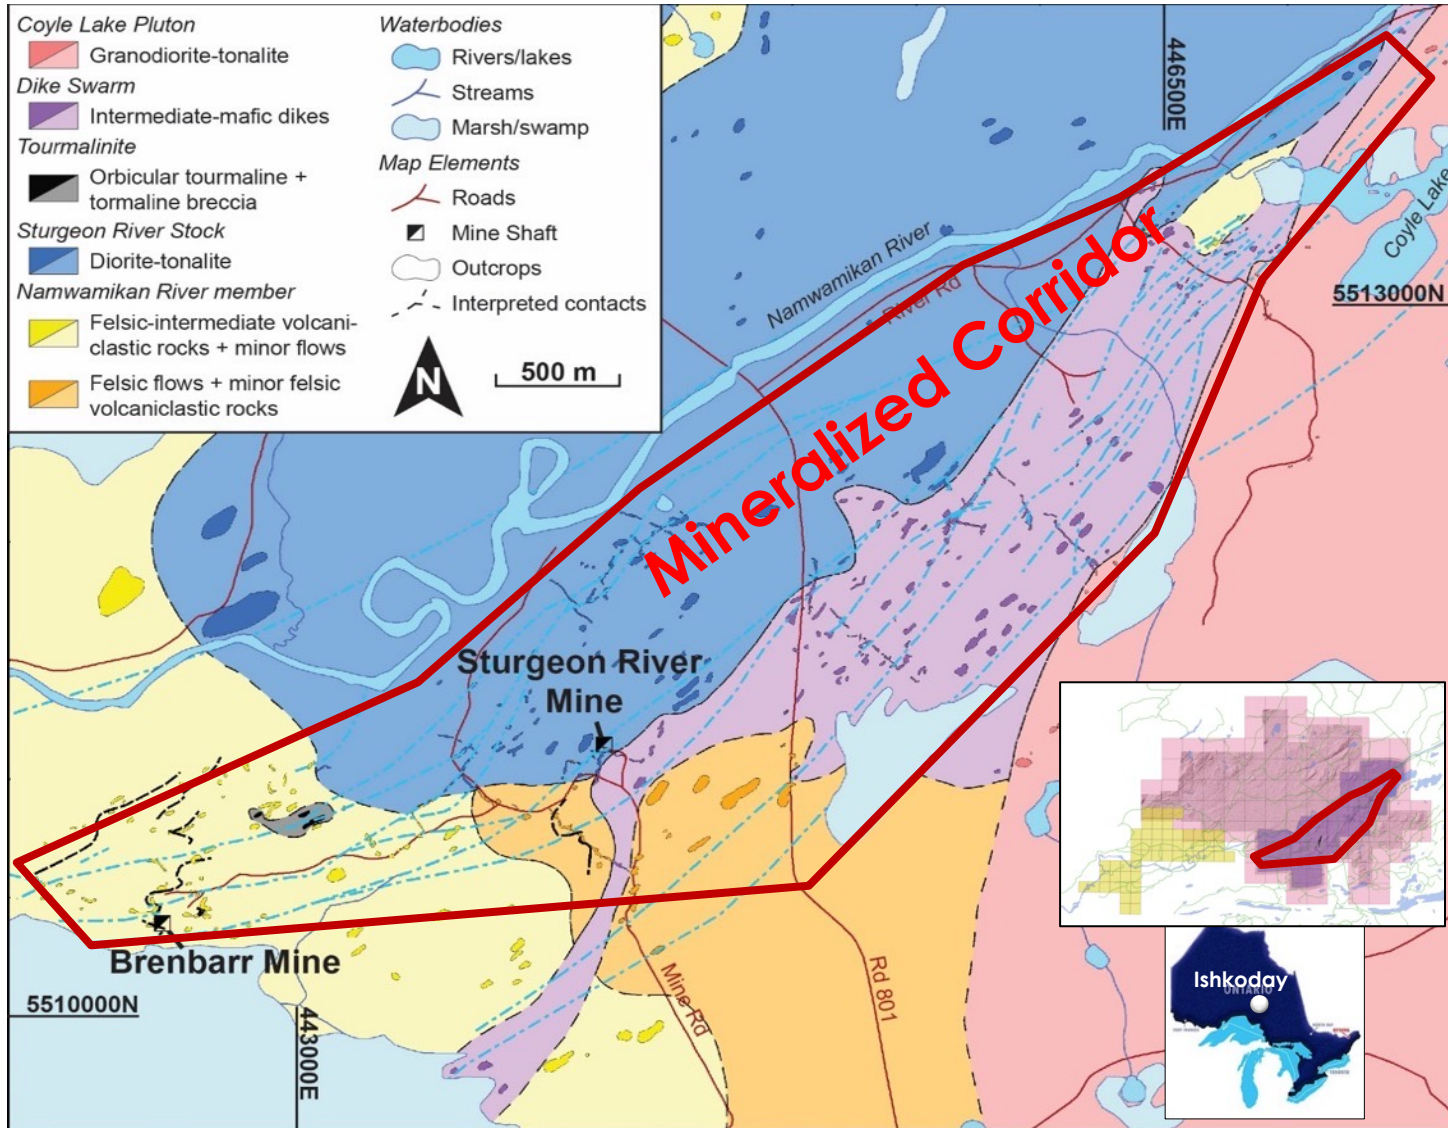 Coyle Lake Pluton
Granodiorite-tonalite
Dike Swarm
Intermediate-mafic dikes
Tourmalinite
Orbicular tourmaline +
tormaline breccia
Sturgeon River Stock
Diorite-tonalite
Namwamikan River member
Felsic-intermediate volcani-
clastic rocks + minor flows
Felsic flows + minor felsic
volcaniclastic rocks
Waterbodies
Rivers/lakes
Streams
Marsh/swamp
Map Elements
Roads
Mine Shaft
Outcrops
Interpreted contacts
N
500 m
446500E
Coyle Lake
5513000N
Namwamikan River
River Rd
Mineralized Corridor
Sturgeon River
Mine
Brenbarr Mine
5510000N
443000E
Mine Rd
Rd 801
Ishkoday
ONTARIO